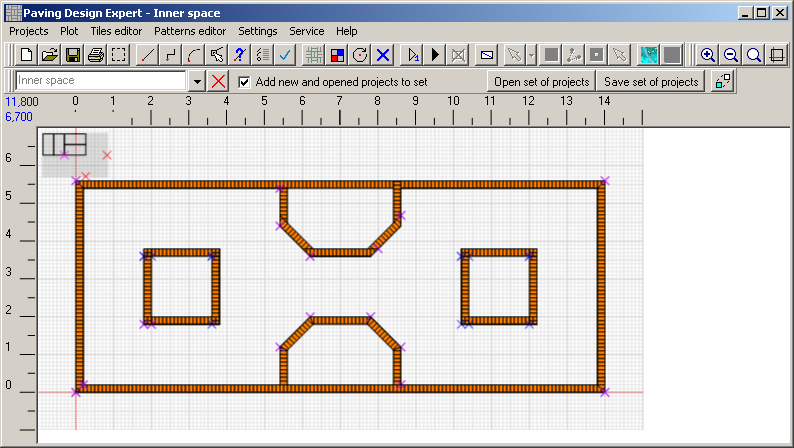 Paving Design Expert - Inner space
Projects Plot Tiles editor Patterns editor Settings Service Help
Inner space Add new and opened projects to set Open set of projects Save set of projects
11,800 0 1 2 3 4 5 6 7 8 9 10 11 12 13 14
6,700
6
5
4
3
2
1
0